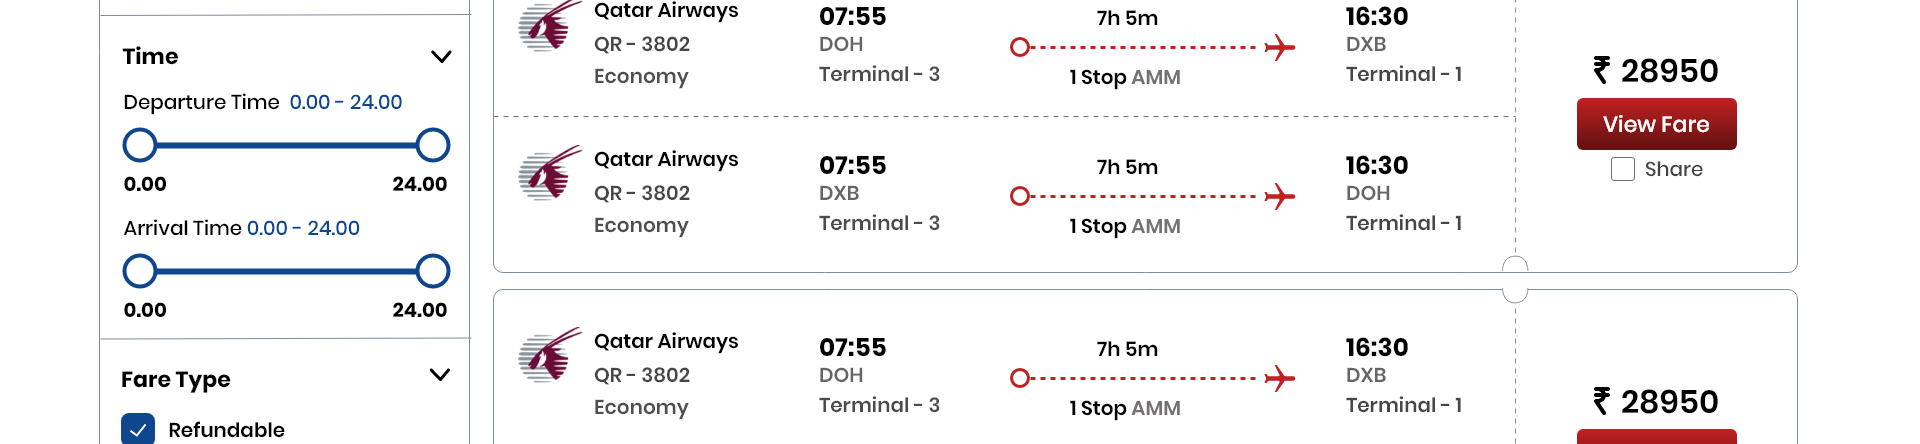 Time
Departure Time 0.00 - 24.00
0.00 24.00
Arrival Time 0.00 - 24.00
0.00 24.00
Fare Type
Refundable
Qatar Airways 07:55 7h 5m 16:30
QR - 3802 DOH DXB
Economy Terminal - 3 1 Stop AMM Terminal - 1
Qatar Airways 07:55 7h 5m 16:30
QR - 3802 DXB DOH
Economy Terminal - 3 1 Stop AMM Terminal - 1
₹ 28950
View Fare
Share
Qatar Airways 07:55 7h 5m 16:30
QR - 3802 DOH DXB
Economy Terminal - 3 1 Stop AMM Terminal - 1
₹ 28950